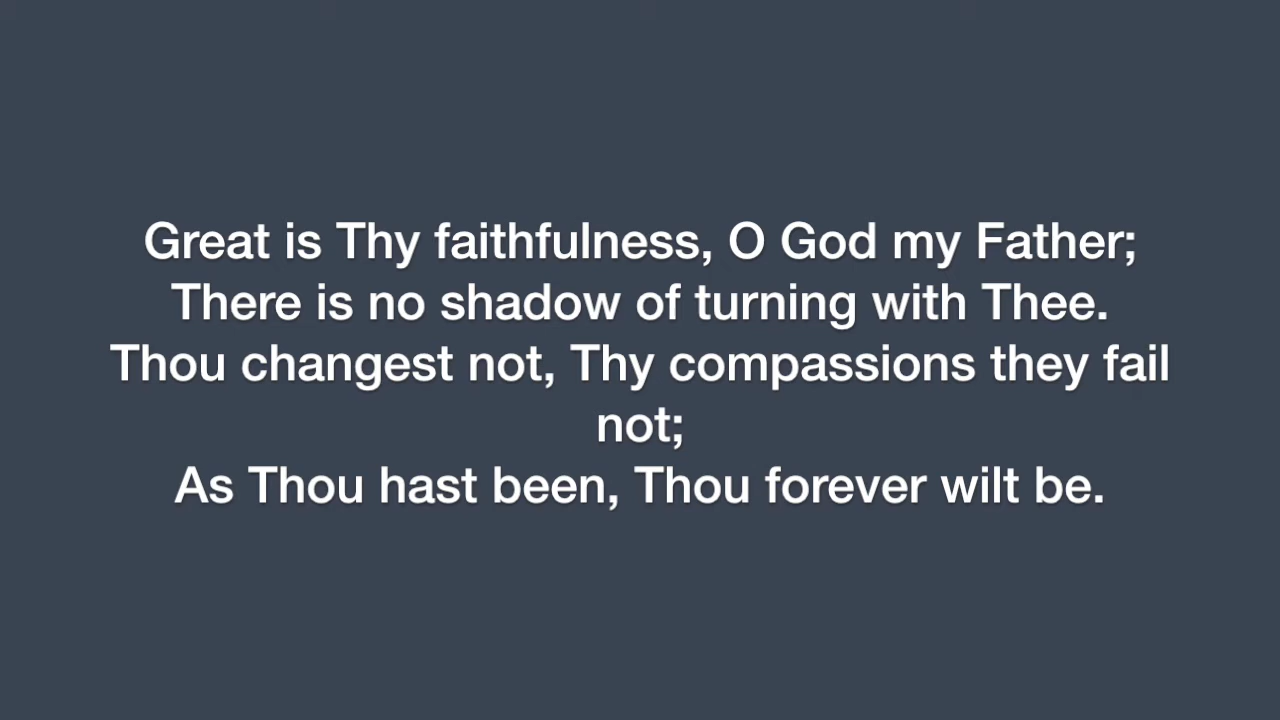 Great is Thy faithfulness, O God my Father;
There is no shadow of turning with Thee.
Thou changest not, Thy compassions they fail
not;
As Thou hast been, Thou forever wilt be.